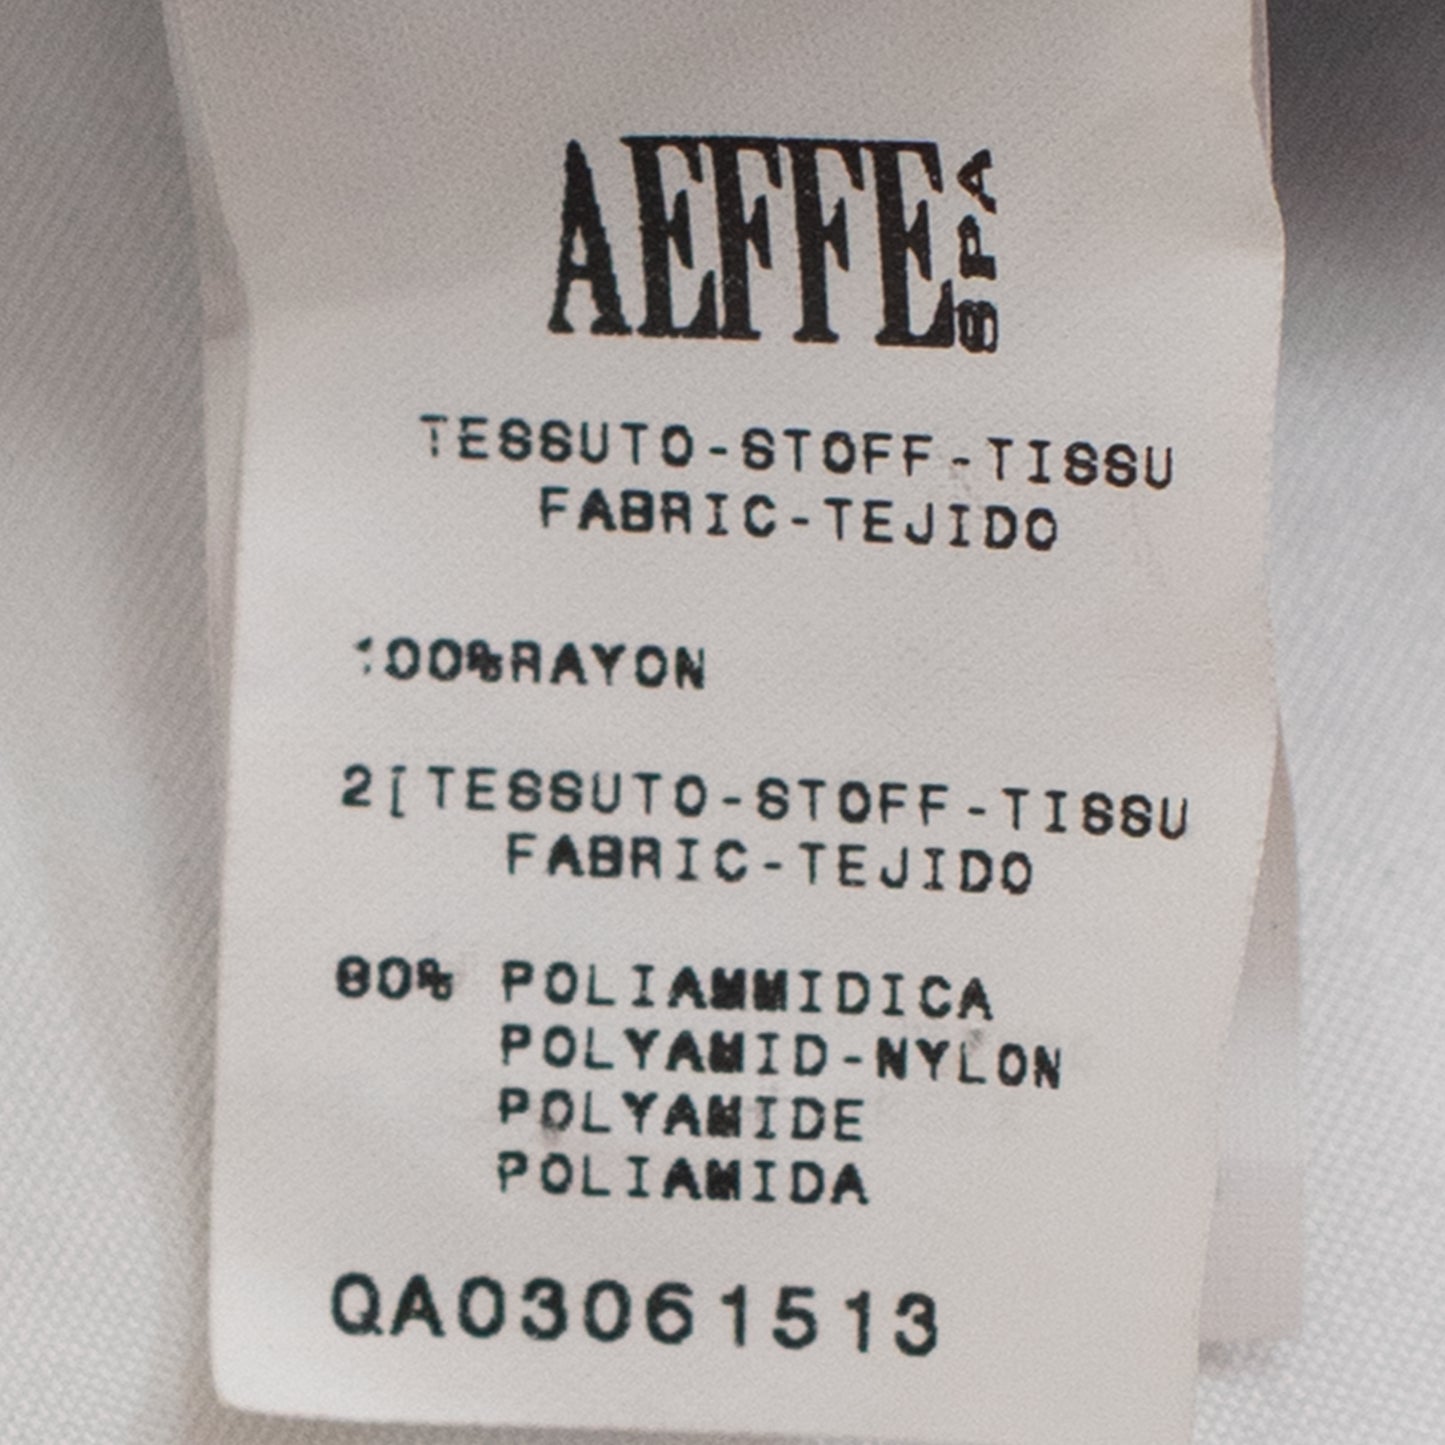 AEFFE SPA
TESSUTO-STOFF-TISSU
FABRIC-TEJIDO
100%RAYON
2[TESSUTO-STOFF-TISSU
FABRIC-TEJIDO
80% POLIAMMIDICA
POLYAMID-NYLON
POLYAMIDE
POLIAMIDA
QA03061513